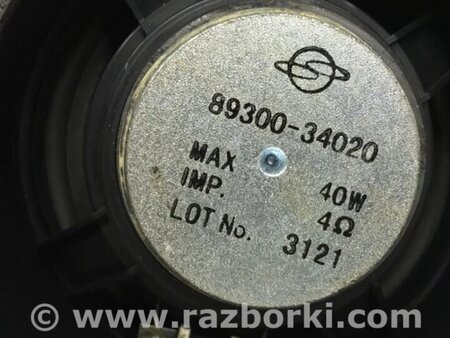 89300-34020
MAX 40W
IMP. 4Ω
LOT No. 3121
© www.razborki.com